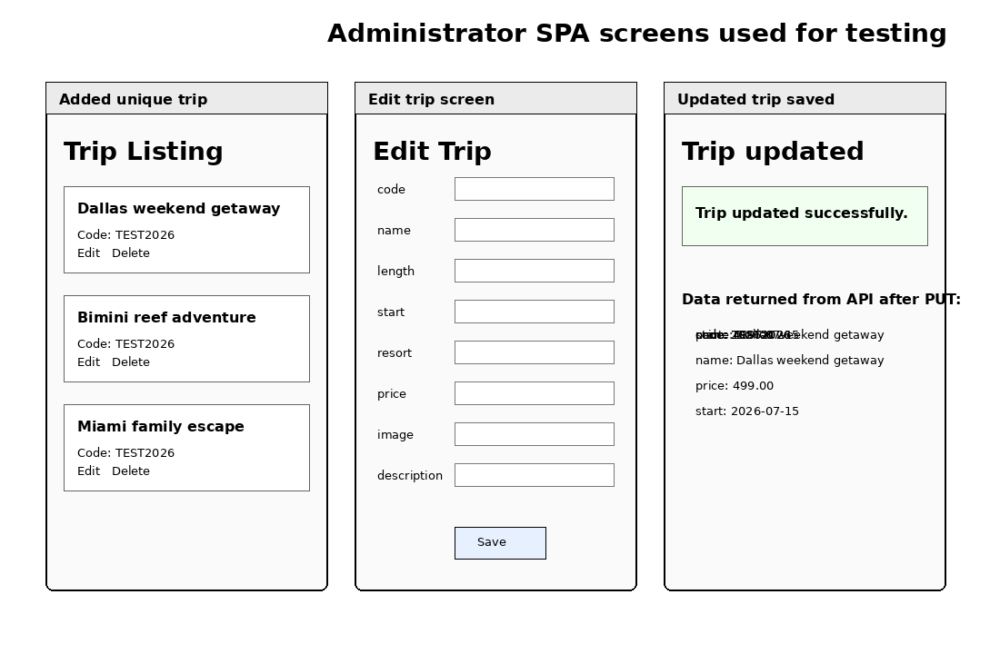 Administrator SPA screens used for testing
Added unique trip
Trip Listing
Dallas weekend getaway
Code: TEST2026
Edit Delete
Bimini reef adventure
Code: TEST2026
Edit Delete
Miami family escape
Code: TEST2026
Edit Delete
Edit trip screen
Edit Trip
code
name
length
start
resort
price
image
description
Save
Updated trip saved
Trip updated
Trip updated successfully.
Data returned from API after PUT:
weekend getaway
name: Dallas weekend getaway
price: 499.00
start: 2026-07-15